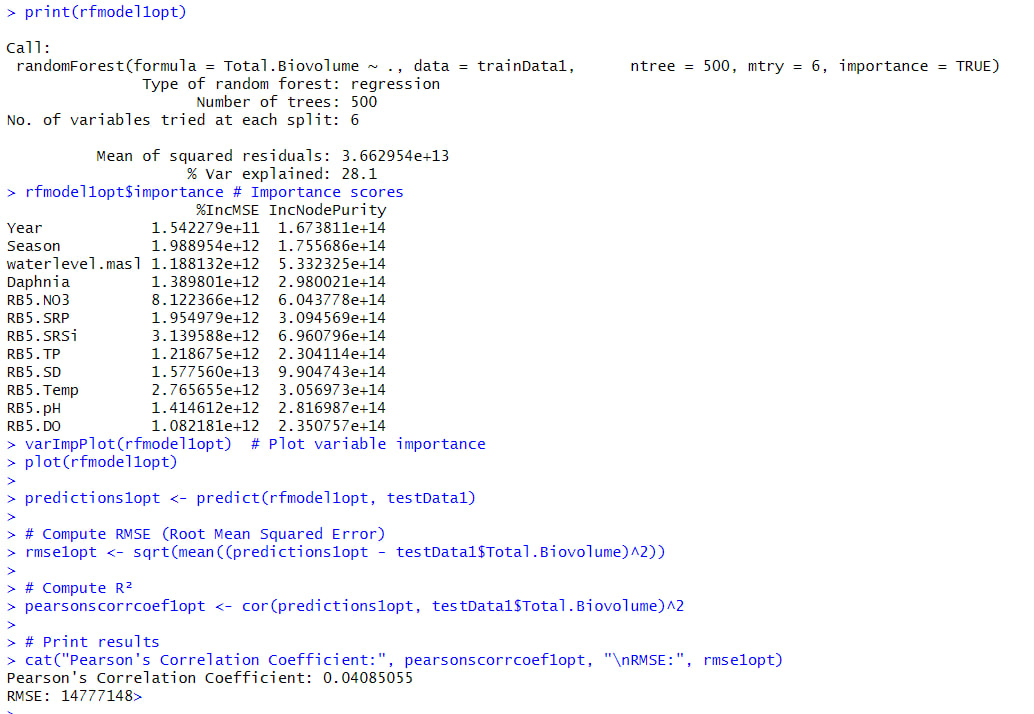 > print(rfmodel1opt)
Call:
 randomForest(formula = Total.Biovolume ~ ., data = trainData1,      ntree = 500, mtry = 6, importance = TRUE)
               Type of random forest: regression
                     Number of trees: 500
No. of variables tried at each split: 6
          Mean of squared residuals: 3.662954e+13
                    % Var explained: 28.1
> rfmodel1opt$importance # Importance scores
                     %IncMSE IncNodePurity
Year            1.542279e+11  1.673811e+14
Season          1.988954e+12  1.755686e+14
waterlevel.masl 1.188132e+12  5.332325e+14
Daphnia         1.389801e+12  2.980021e+14
RB5.NO3         8.122366e+12  6.043778e+14
RB5.SRP         1.954979e+12  3.094569e+14
RB5.SRSi        3.139588e+12  6.960796e+14
RB5.TP          1.218675e+12  2.304114e+14
RB5.SD          1.577560e+13  9.904743e+14
RB5.Temp        2.765655e+12  3.056973e+14
RB5.pH          1.414612e+12  2.816987e+14
RB5.DO          1.082181e+12  2.350757e+14
> varImpPlot(rfmodel1opt)  # Plot variable importance
> plot(rfmodel1opt)
>
> predictions1opt <- predict(rfmodel1opt, testData1)
>
> # Compute RMSE (Root Mean Squared Error)
> rmse1opt <- sqrt(mean((predictions1opt - testData1$Total.Biovolume)^2))
>
> # Compute R²
> pearsonscorrcoef1opt <- cor(predictions1opt, testData1$Total.Biovolume)^2
>
> # Print results
> cat("Pearson's Correlation Coefficient:", pearsonscorrcoef1opt, "\nRMSE:", rmse1opt)
Pearson's Correlation Coefficient: 0.04085055
RMSE: 14777148>
>